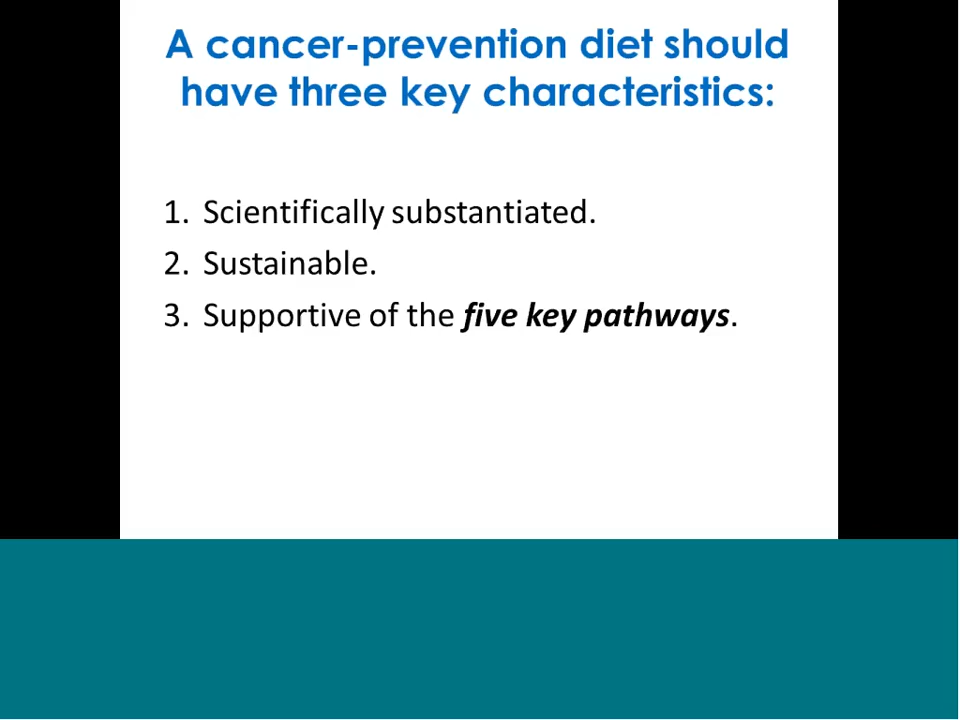 A cancer-prevention diet should
have three key characteristics:
1. Scientifically substantiated.
2. Sustainable.
3. Supportive of the five key pathways.